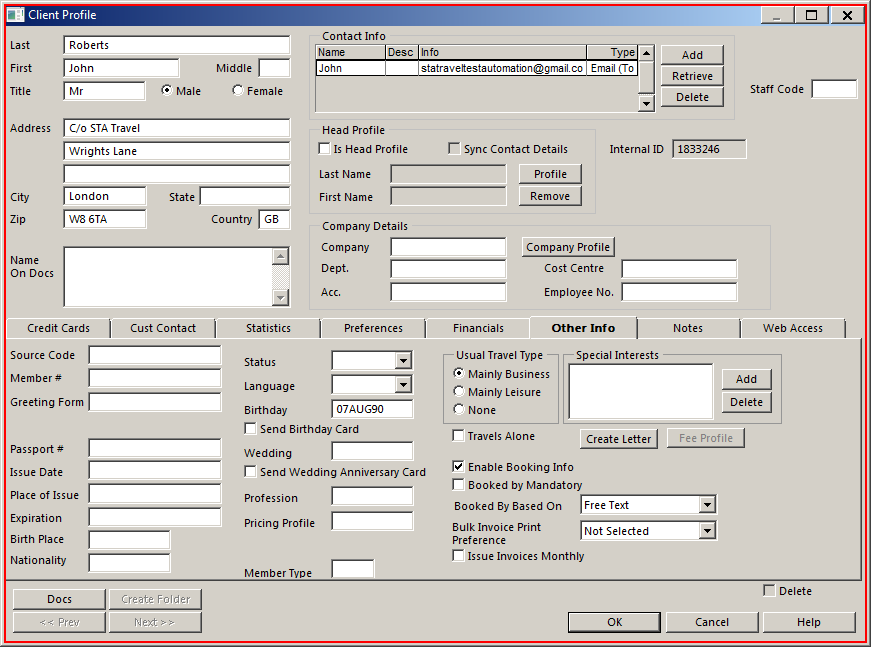 Client Profile
Last Roberts
First John Middle
Title Mr Male Female
Address C/o STA Travel
Wrights Lane
City London State
Zip W8 6TA Country GB
Name
On Docs
Contact Info
Name Desc Info Type
John statraveltestautomation@gmail.co Email (To
Add
Retrieve
Delete
Staff Code
Head Profile
Is Head Profile Sync Contact Details
Last Name Profile
First Name Remove
Internal ID 1833246
Company Details
Company Company Profile
Dept. Cost Centre
Acc. Employee No.
Credit Cards Cust Contact Statistics Preferences Financials Other Info Notes Web Access
Source Code
Member #
Greeting Form
Passport #
Issue Date
Place of Issue
Expiration
Birth Place
Nationality
Status
Language
Birthday 07AUG90
Send Birthday Card
Wedding
Send Wedding Anniversary Card
Profession
Pricing Profile
Member Type
Usual Travel Type
Mainly Business
Mainly Leisure
None
Special Interests
Add
Delete
Travels Alone
Create Letter Fee Profile
Enable Booking Info
Booked by Mandatory
Booked By Based On Free Text
Bulk Invoice Print
Preference
Not Selected
Issue Invoices Monthly
Docs Create Folder
<< Prev Next >>
Delete
OK Cancel Help